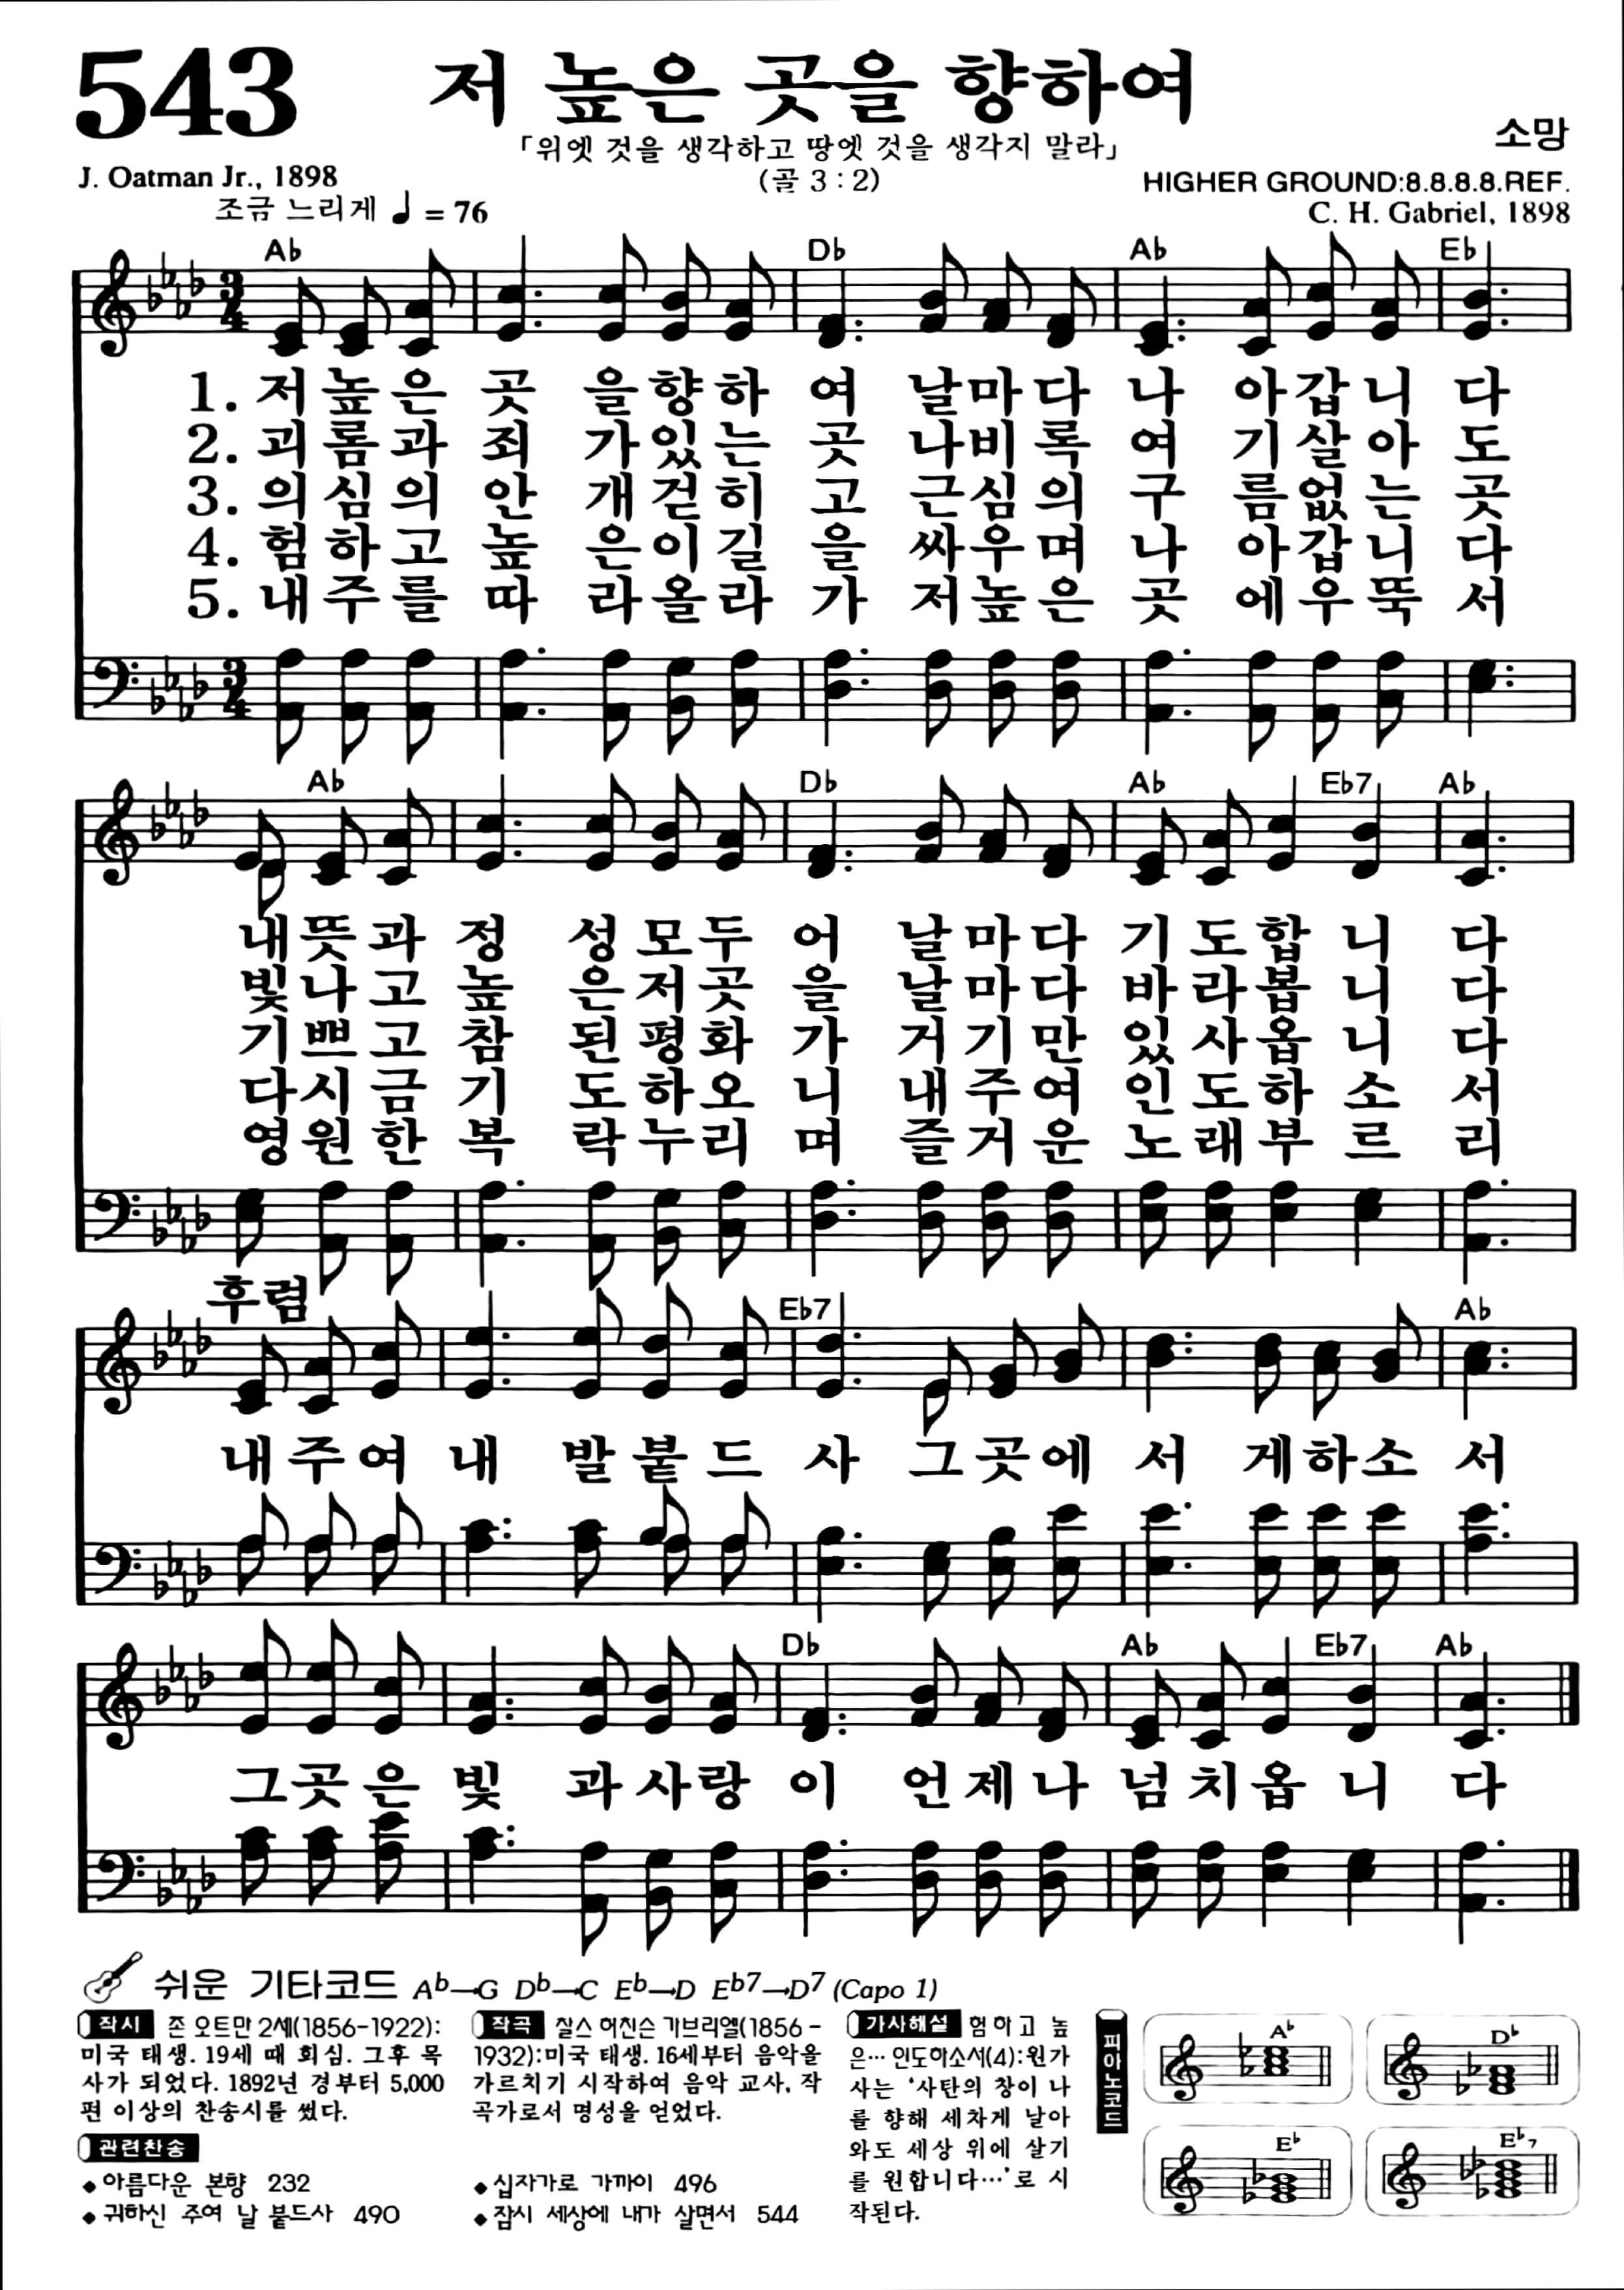 543
저 높은 곳을 향하여
「위엣 것을 생각하고 땅엣 것을 생각지 말라」
(골 3 : 2)
소망
J. Oatman Jr., 1898
HIGHER GROUND:8.8.8.8.REF.
조금 느리게 ♩ = 76
C. H. Gabriel, 1898
A♭ D♭ A♭ E♭
1. 저 높 은 곳 을 향 하 여 날 마 다 나 아 갑 니 다
2. 괴 롬 과 죄 가 있 는 곳 나 비 록 여 기 살 아 도
3. 의 심 의 안 개 걷 히 고 근 심 의 구 름 없 는 곳
4. 험 하 고 높 은 이 길 을 싸 우 며 나 아 갑 니 다
5. 내 주 를 따 라 올 라 가 저 높 은 곳 에 우 뚝 서
A♭ D♭ A♭ E♭7 A♭
내 뜻 과 정 성 모 두 어 날 마 다 기 도 합 니 다
빛 나 고 높 은 저 곳 을 날 마 다 바 라 봅 니 다
기 쁘 고 참 된 평 화 가 거 기 만 있 사 옵 니 다
다 시 금 기 도 하 오 니 내 주 여 인 도 하 소 서
영 원 한 복 락 누 리 며 즐 거 운 노 래 부 르 리
후렴
E♭7 A♭
내 주 여 내 발 붙 드 사 그 곳 에 서 게 하 소 서
D♭ A♭ E♭7 A♭
그 곳 은 빛 과 사 랑 이 언 제 나 넘 치 옵 니 다
쉬운 기타코드 A♭→G D♭→C E♭→D E♭7→D7 (Capo 1)
작시 존 오트만 2세(1856-1922):
미국 태생. 19세 때 회심. 그후 목
사가 되었다. 1892년 경부터 5,000
편 이상의 찬송시를 썼다.
작곡 찰스 허친슨 가브리엘(1856-
1932):미국 태생. 16세부터 음악을
가르치기 시작하여 음악 교사, 작
곡가로서 명성을 얻었다.
가사해설 험하고 높
은… 인도하소서(4):원가
사는 ‘사탄의 창이 나
를 향해 세차게 날아
와도 세상 위에 살기
를 원합니다…’로 시
작된다.
관련찬송
◆ 아름다운 본향 232
◆ 귀하신 주여 날 붙드사 490
◆ 십자가로 가까이 496
◆ 잠시 세상에 내가 살면서 544
피아노코드
A♭
D♭
E♭
E♭7